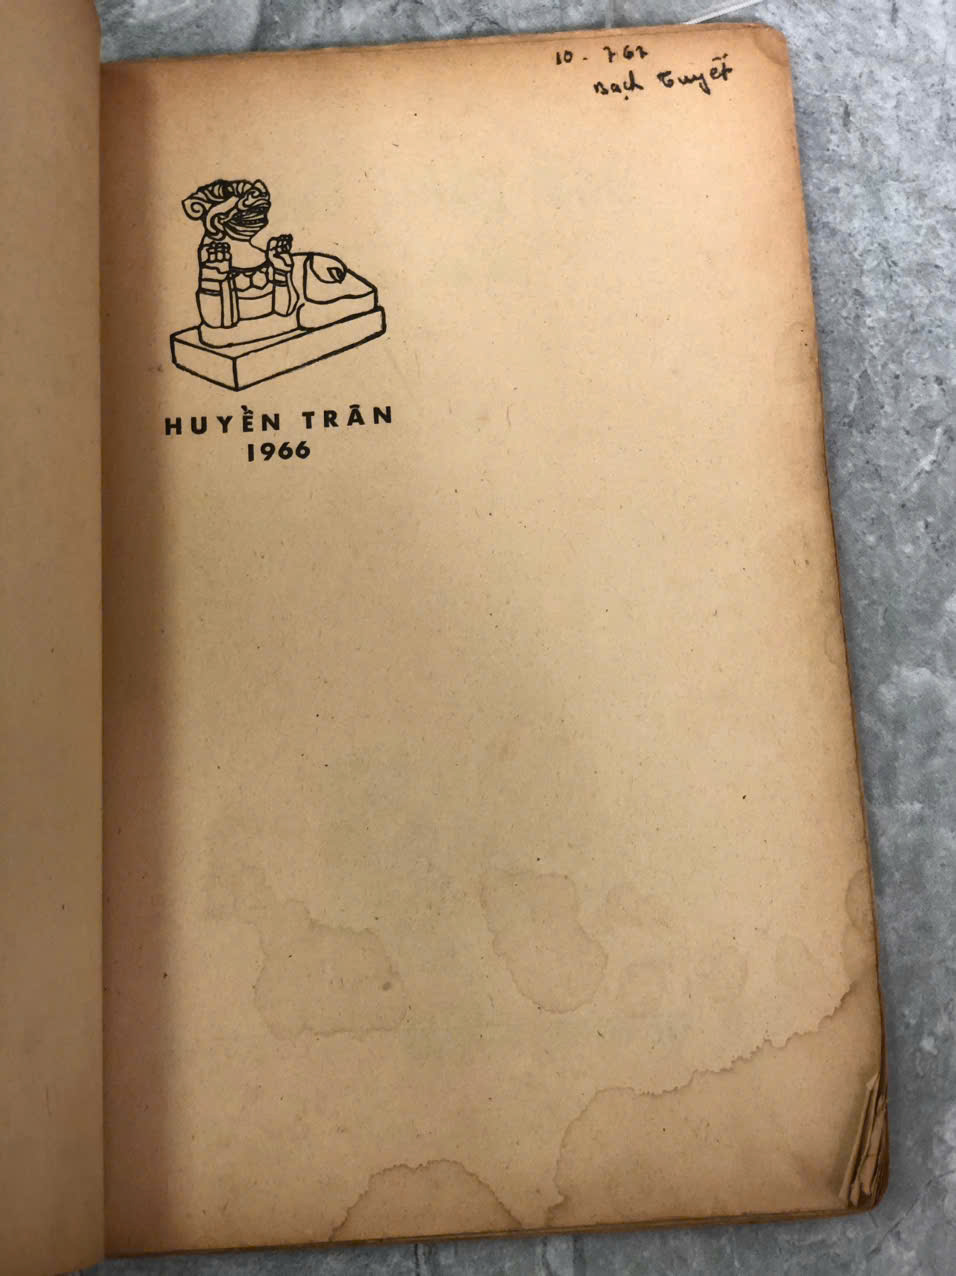 10 - 7 67
Bạch Tuyết
HUYỀN TRÂN
1966